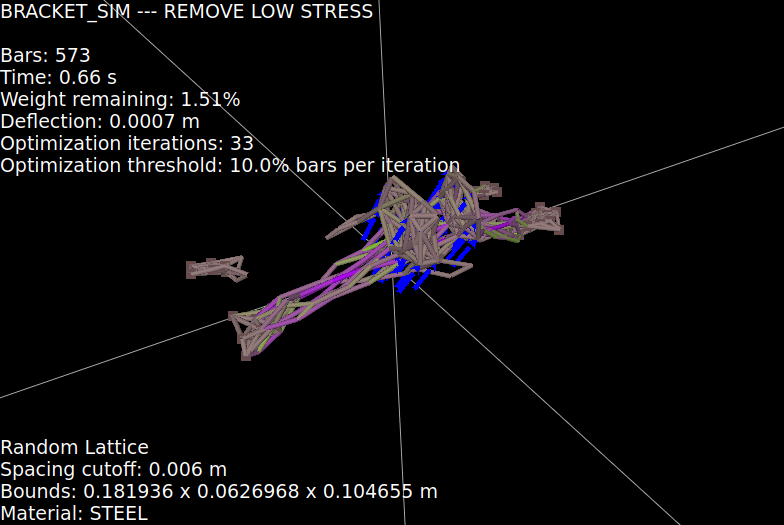 BRACKET_SIM --- REMOVE LOW STRESS
Bars: 573
Time: 0.66 s
Weight remaining: 1.51%
Deflection: 0.0007 m
Optimization iterations: 33
Optimization threshold: 10.0% bars per iteration
Random Lattice
Spacing cutoff: 0.006 m
Bounds: 0.181936 x 0.0626968 x 0.104655 m
Material: STEEL